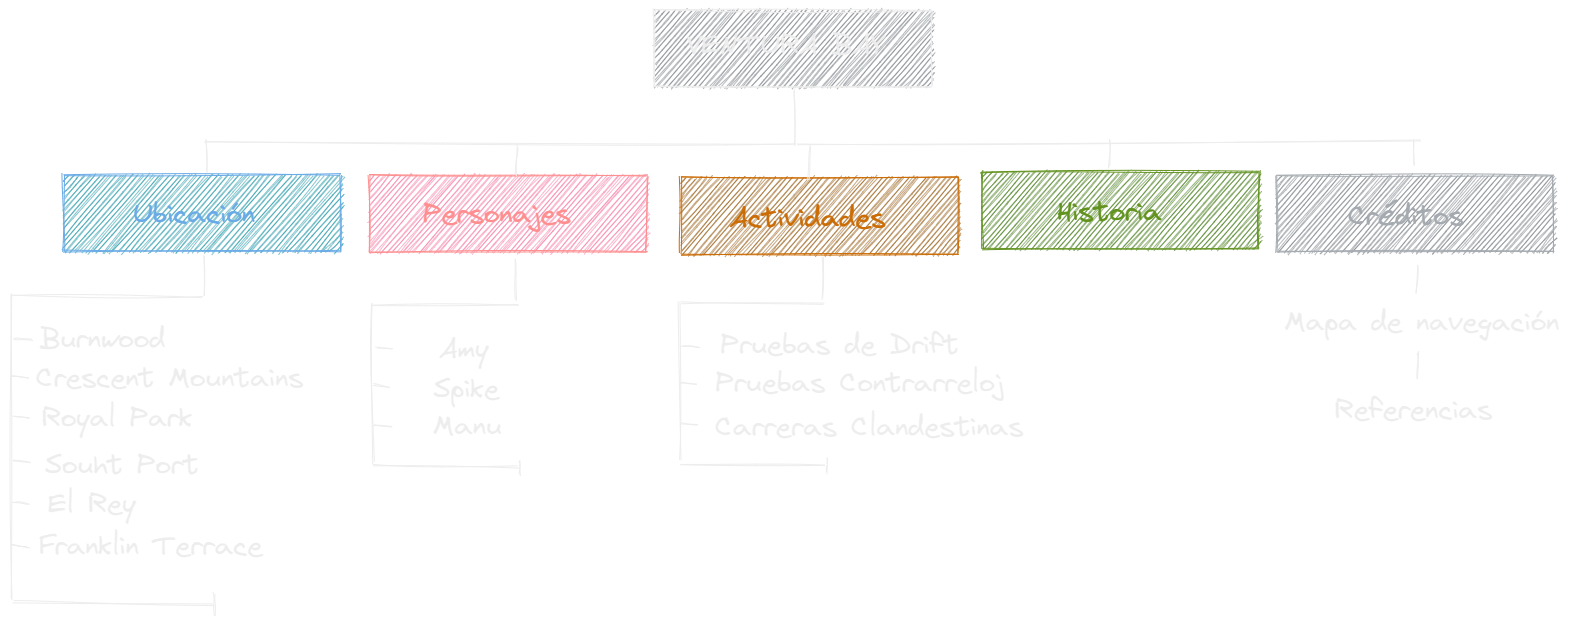 Ubicación
Personajes
Actividades
Historia
Créditos
Burnwood
Crescent Mountains
Royal Park
Souht Port
El Rey
Franklin Terrace
Amy
Spike
Manu
Pruebas de Drift
Pruebas Contrarreloj
Carreras Clandestinas
Mapa de navegación
Referencias